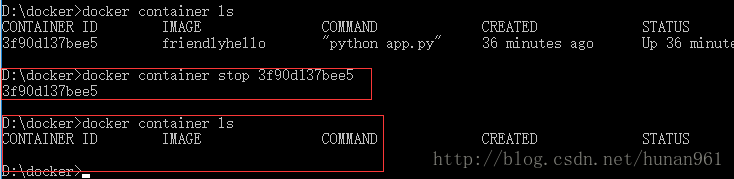 D:\docker>docker container ls
CONTAINER ID IMAGE COMMAND CREATED STATUS
3f90d137bee5 friendlyhello "python app.py" 36 minutes ago Up 36 minute
D:\docker>docker container stop 3f90d137bee5
3f90d137bee5
D:\docker>docker container ls
CONTAINER ID IMAGE COMMAND CREATED STATUS
http://blog.csdn.net/hunan961
D:\docker>